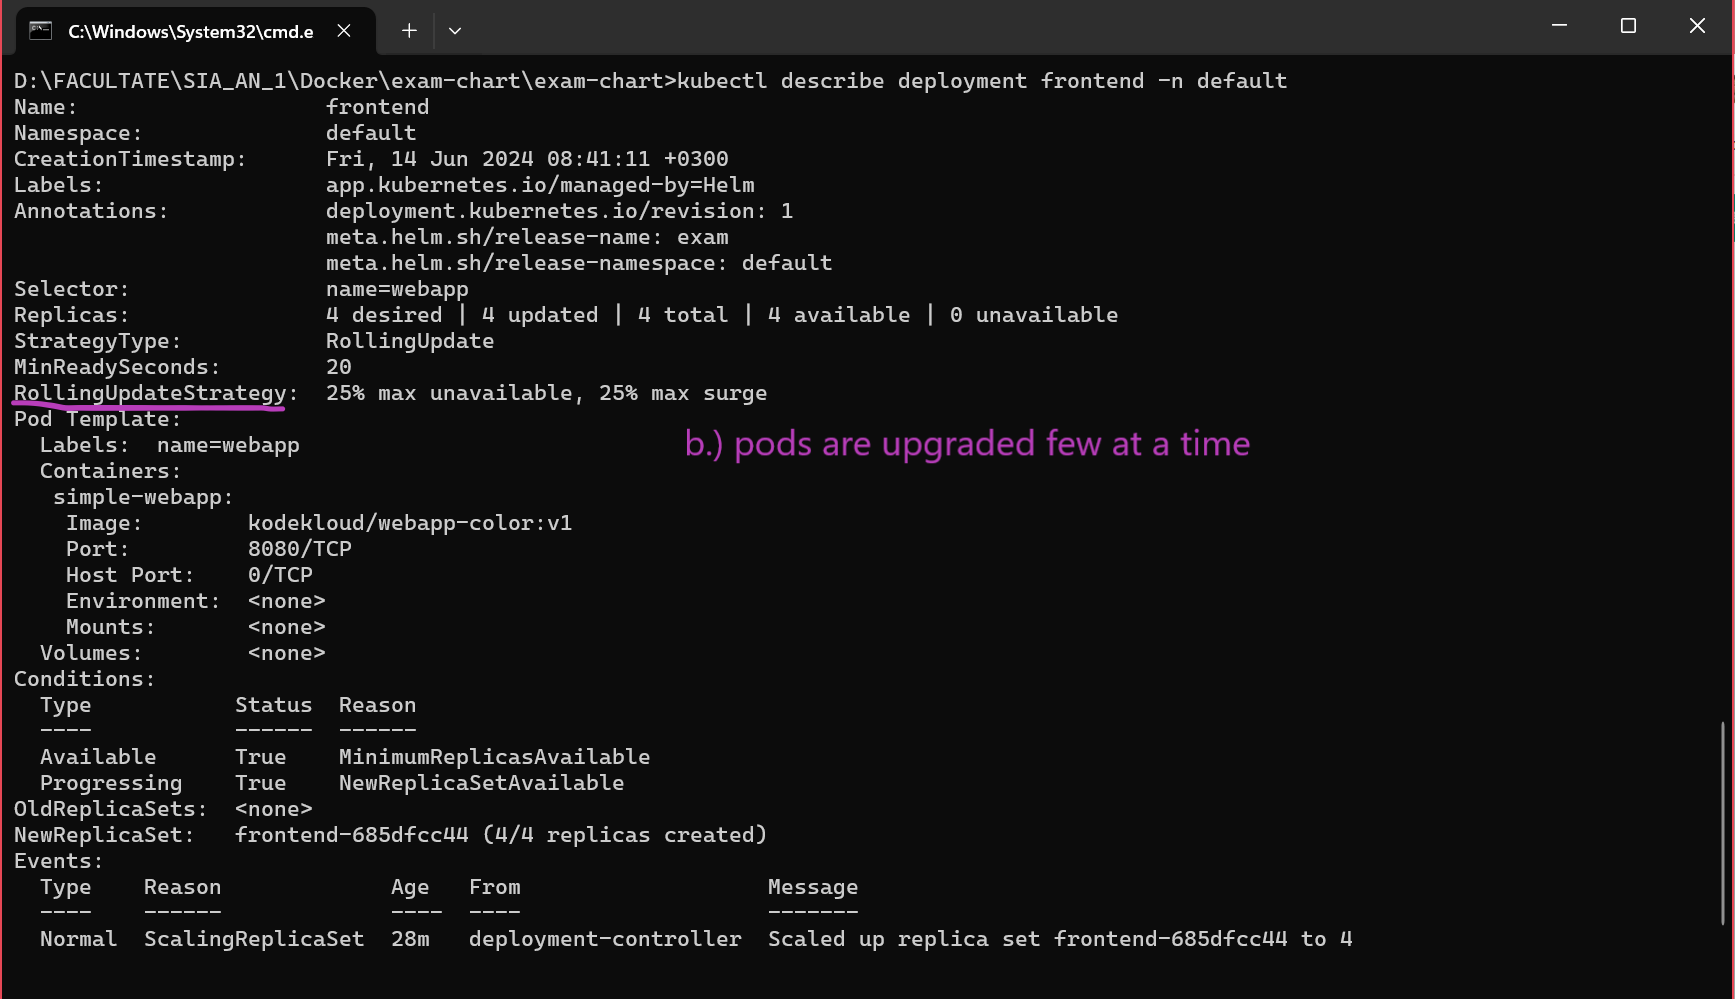 C:\Windows\System32\cmd.e
D:\FACULTATE\SIA_AN_1\Docker\exam-chart\exam-chart>kubectl describe deployment frontend -n default
Name:                   frontend
Namespace:              default
CreationTimestamp:      Fri, 14 Jun 2024 08:41:11 +0300
Labels:                 app.kubernetes.io/managed-by=Helm
Annotations:            deployment.kubernetes.io/revision: 1
                        meta.helm.sh/release-name: exam
                        meta.helm.sh/release-namespace: default
Selector:               name=webapp
Replicas:               4 desired | 4 updated | 4 total | 4 available | 0 unavailable
StrategyType:           RollingUpdate
MinReadySeconds:        20
RollingUpdateStrategy:  25% max unavailable, 25% max surge
Pod Template:
  Labels:  name=webapp
b.) pods are upgraded few at a time
  Containers:
   simple-webapp:
    Image:        kodekloud/webapp-color:v1
    Port:         8080/TCP
    Host Port:    0/TCP
    Environment:  <none>
    Mounts:       <none>
  Volumes:        <none>
Conditions:
  Type           Status  Reason
  ----           ------  ------
  Available      True    MinimumReplicasAvailable
  Progressing    True    NewReplicaSetAvailable
OldReplicaSets:  <none>
NewReplicaSet:   frontend-685dfcc44 (4/4 replicas created)
Events:
  Type    Reason             Age   From                   Message
  ----    ------             ----  ----                   -------
  Normal  ScalingReplicaSet  28m   deployment-controller  Scaled up replica set frontend-685dfcc44 to 4